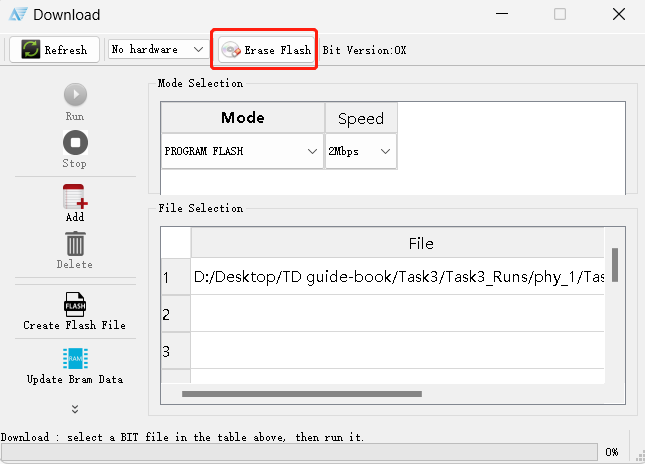 Download
Refresh
No hardware
Erase Flash
Bit Version:0X
Run
Stop
Add
Delete
FLASH
Create Flash File
RAM
Update Bram Data
Mode Selection
Mode
Speed
PROGRAM FLASH
2Mbps
File Selection
File
1
D:/Desktop/TD guide-book/Task3/Task3_Runs/phy_1/Tas
2
3
Download : select a BIT file in the table above, then run it.
0%